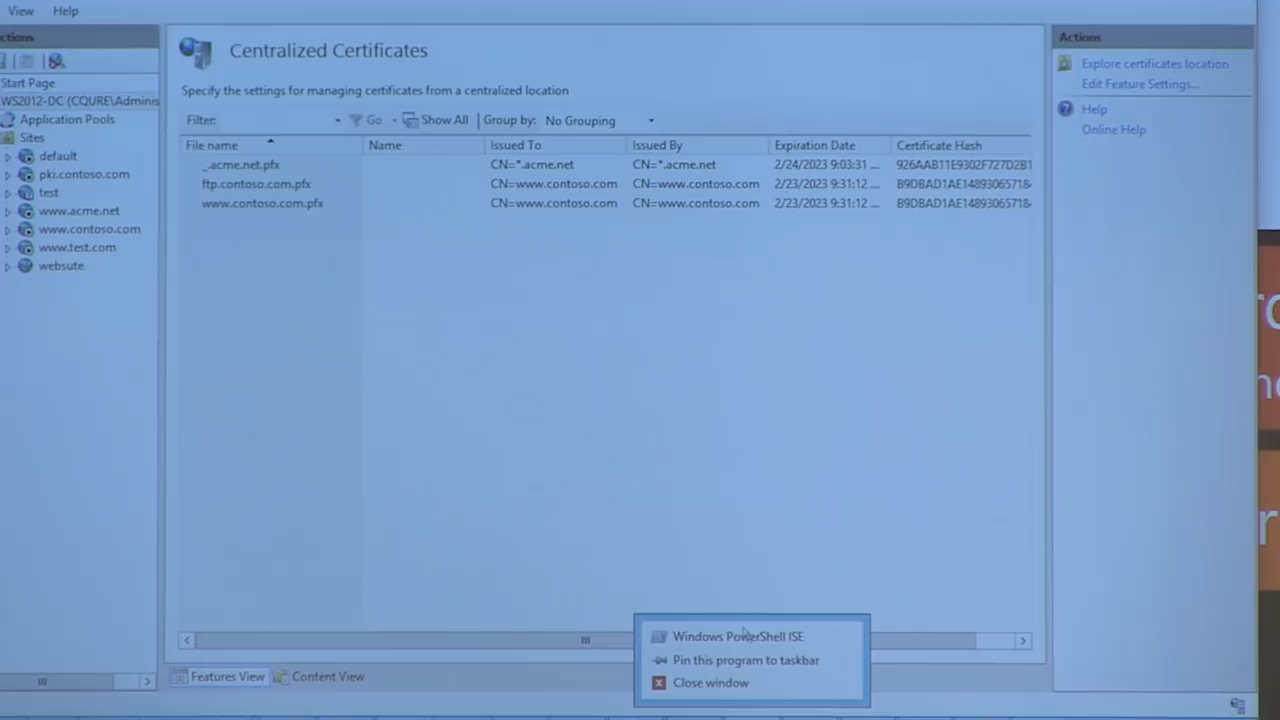 View Help
ctions
Start Page
WS2012-DC (CQURE\Adminis
Application Pools
Sites
default
pki.contoso.com
test
www.acme.net
www.contoso.com
www.test.com
websute
Centralized Certificates
Specify the settings for managing certificates from a centralized location
Filter: Go Show All Group by: No Grouping
File name Name Issued To Issued By Expiration Date Certificate Hash
_.acme.net.pfx CN=*.acme.net CN=*.acme.net 2/24/2023 9:03:31 ... 926AAB11E9302F727D2B1
ftp.contoso.com.pfx CN=www.contoso.com CN=www.contoso.com 2/23/2023 9:31:12 ... B9DBAD1AE148930657184
www.contoso.com.pfx CN=www.contoso.com CN=www.contoso.com 2/23/2023 9:31:12 ... B9DBAD1AE148930657184
Features View Content View
Actions
Explore certificates location
Edit Feature Settings...
Help
Online Help
Windows PowerShell ISE
Pin this program to taskbar
Close window